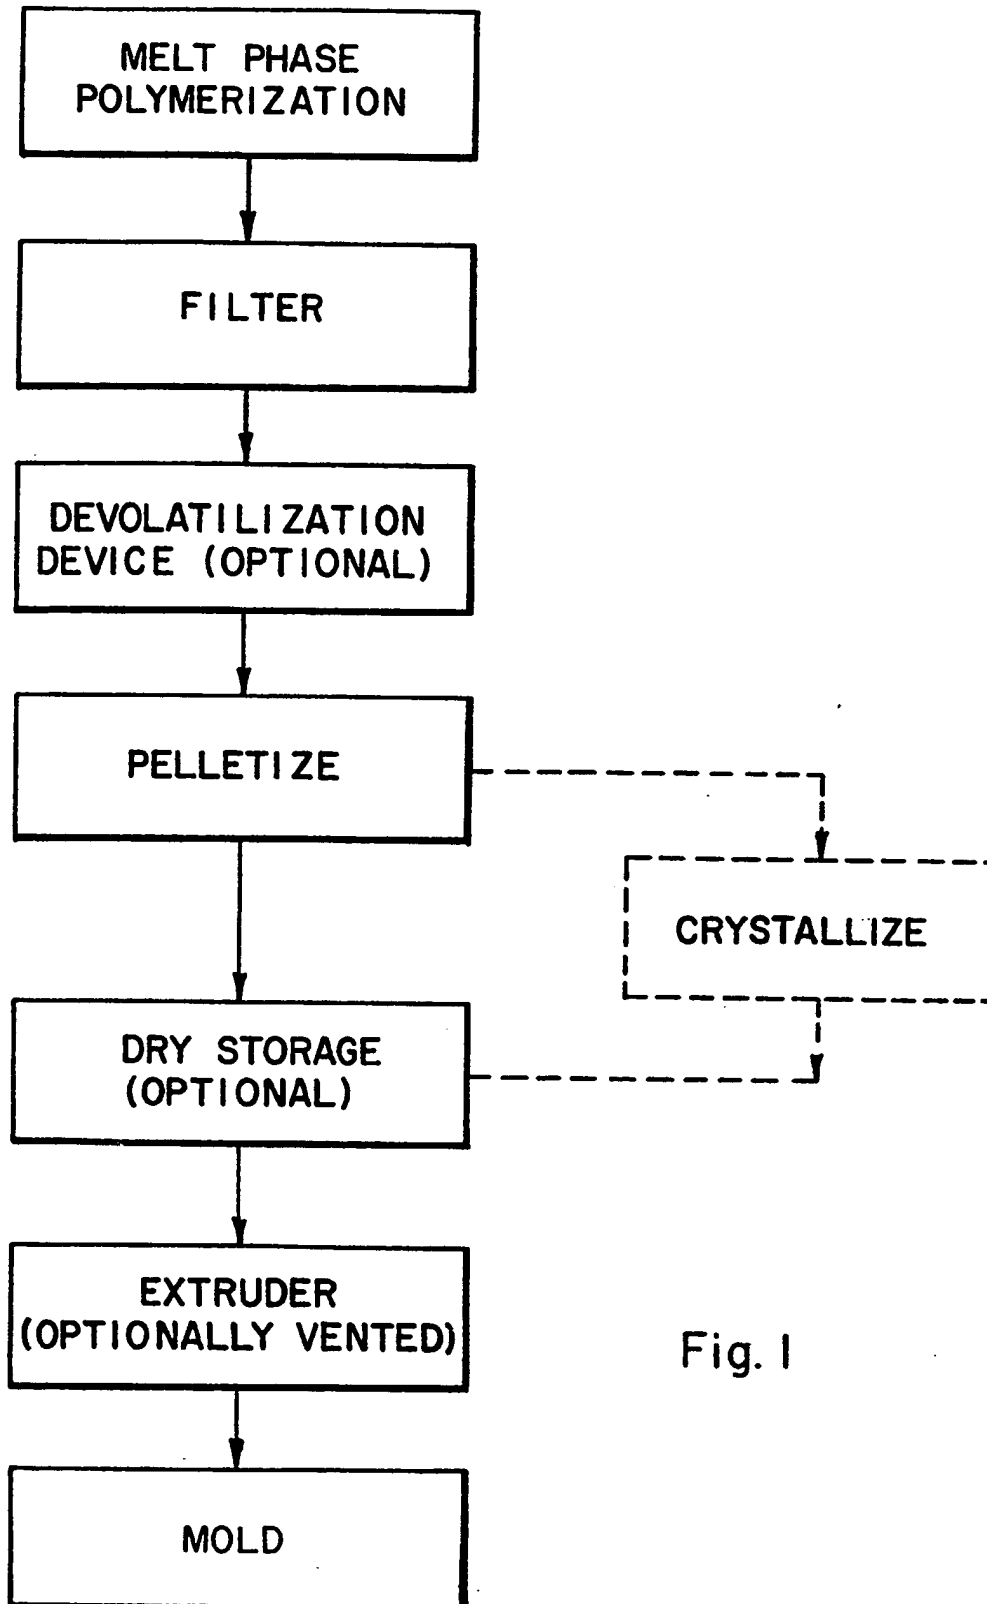 MELT PHASE
POLYMERIZATION
FILTER
DEVOLATILIZATION
DEVICE (OPTIONAL)
PELLETIZE
CRYSTALLIZE
DRY STORAGE
(OPTIONAL)
EXTRUDER
(OPTIONALLY VENTED)
Fig. 1
MOLD